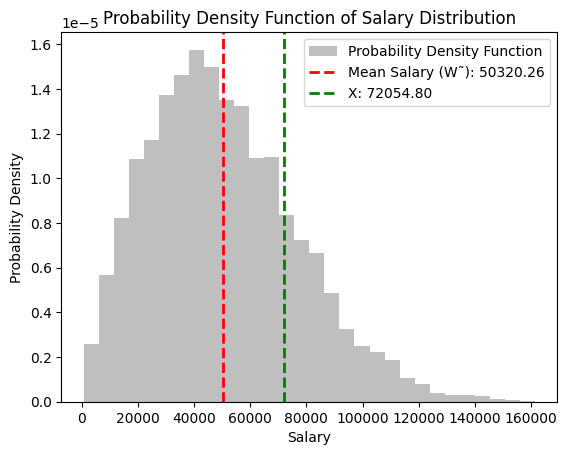 Probability Density Function of Salary Distribution
1e−5
Probability Density Function
Mean Salary (W˜): 50320.26
X: 72054.80
Probability Density
1.6
1.4
1.2
1.0
0.8
0.6
0.4
0.2
0.0
0 20000 40000 60000 80000 100000 120000 140000 160000
Salary